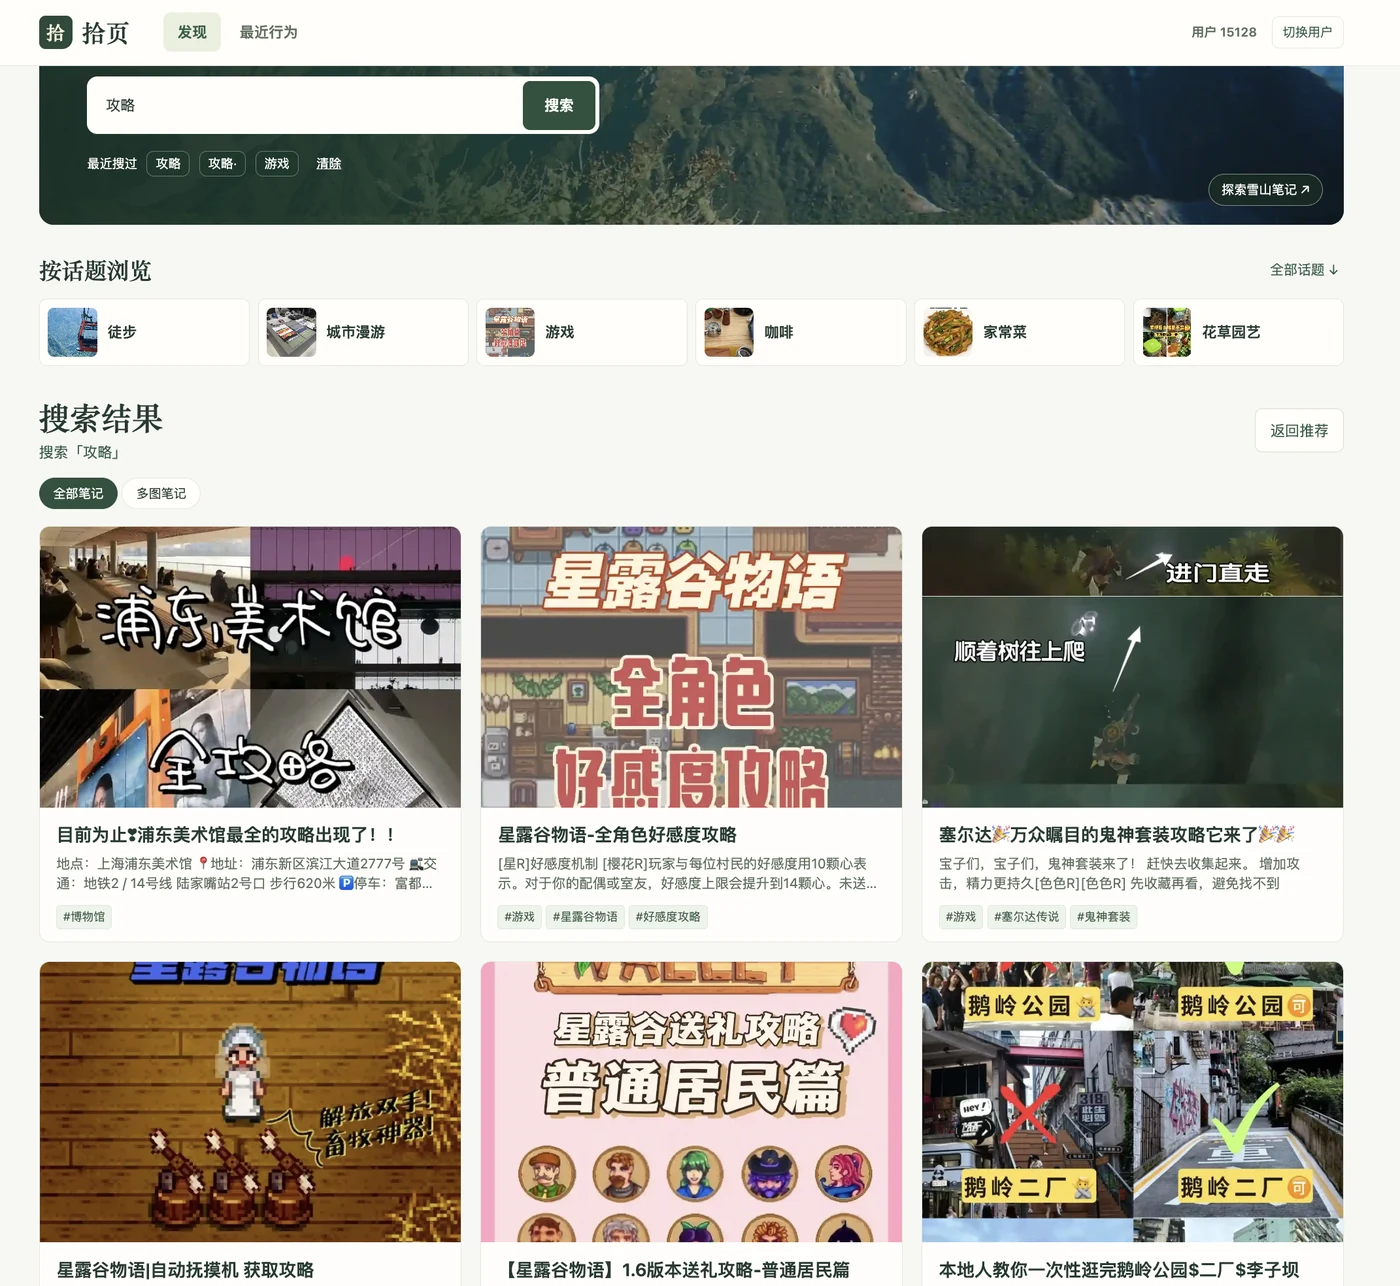 拾 拾页 发现 最近行为 用户 15128 切换用户
攻略 搜索
最近搜过 攻略 攻略· 游戏 清除
探索雪山笔记 ↗
按话题浏览 全部话题 ↓
徒步 城市漫游 游戏 咖啡 家常菜 花草园艺
搜索结果
搜索「攻略」
返回推荐
全部笔记 多图笔记
浦东美术馆
全攻略
目前为止❣浦东美术馆最全的攻略出现了！！
地点：上海浦东美术馆 📍地址：浦东新区滨江大道2777号 🚉交
通：地铁2 / 14号线 陆家嘴站2号口 步行620米 🅿️停车：富都...
#博物馆
星露谷物语
全角色
好感度攻略
星露谷物语-全角色好感度攻略
[星R]好感度机制 [樱花R]玩家与每位村民的好感度用10颗心表
示。对于你的配偶或室友，好感度上限会提升到14颗心。未送...
#游戏 #星露谷物语 #好感度攻略
进门直走
顺着树往上爬
塞尔达🎉万众瞩目的鬼神套装攻略它来了🎉🎉
宝子们，宝子们，鬼神套装来了！ 赶快去收集起来。 增加攻
击，精力更持久[色色R][色色R] 先收藏再看，避免找不到
#游戏 #塞尔达传说 #鬼神套装
星露谷物语
解放双手！
畜牧神器！
星露谷物语|自动抚摸机 获取攻略
VALLEY
星露谷送礼攻略
普通居民篇
【星露谷物语】1.6版本送礼攻略-普通居民篇
鹅岭公园 鹅岭公园 可
HEY!
318
鹅岭二厂 鹅岭二厂 可
本地人教你一次性逛完鹅岭公园$二厂$李子坝